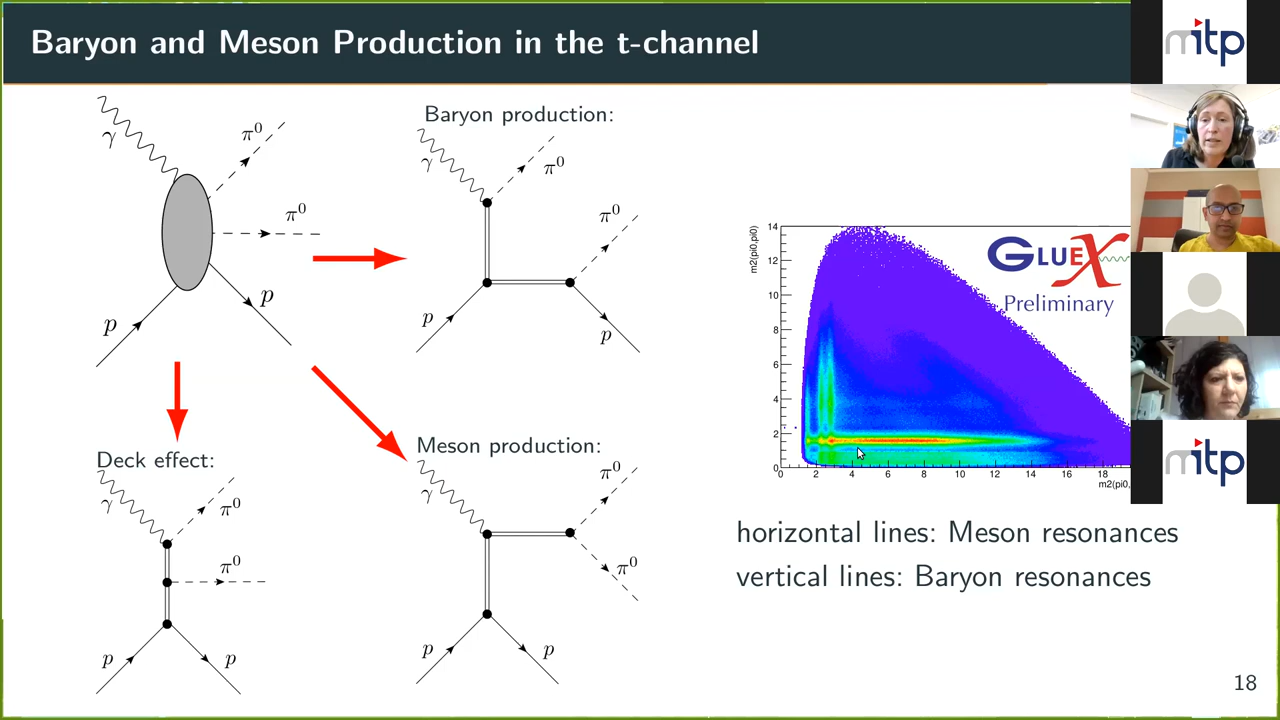 Baryon and Meson Production in the t-channel
mitp
γ
π⁰
π⁰
p
p
Baryon production:
γ
π⁰
π⁰
p
p
Deck effect:
γ
π⁰
π⁰
p
p
Meson production:
γ
π⁰
π⁰
p
p
m2(pi0,pi0)
14
12
10
8
6
4
2
0
0 2 4 6 8 10 12 14 16 18
m2(pi0,
GLUEX
Preliminary
horizontal lines: Meson resonances
vertical lines: Baryon resonances
mitp
18